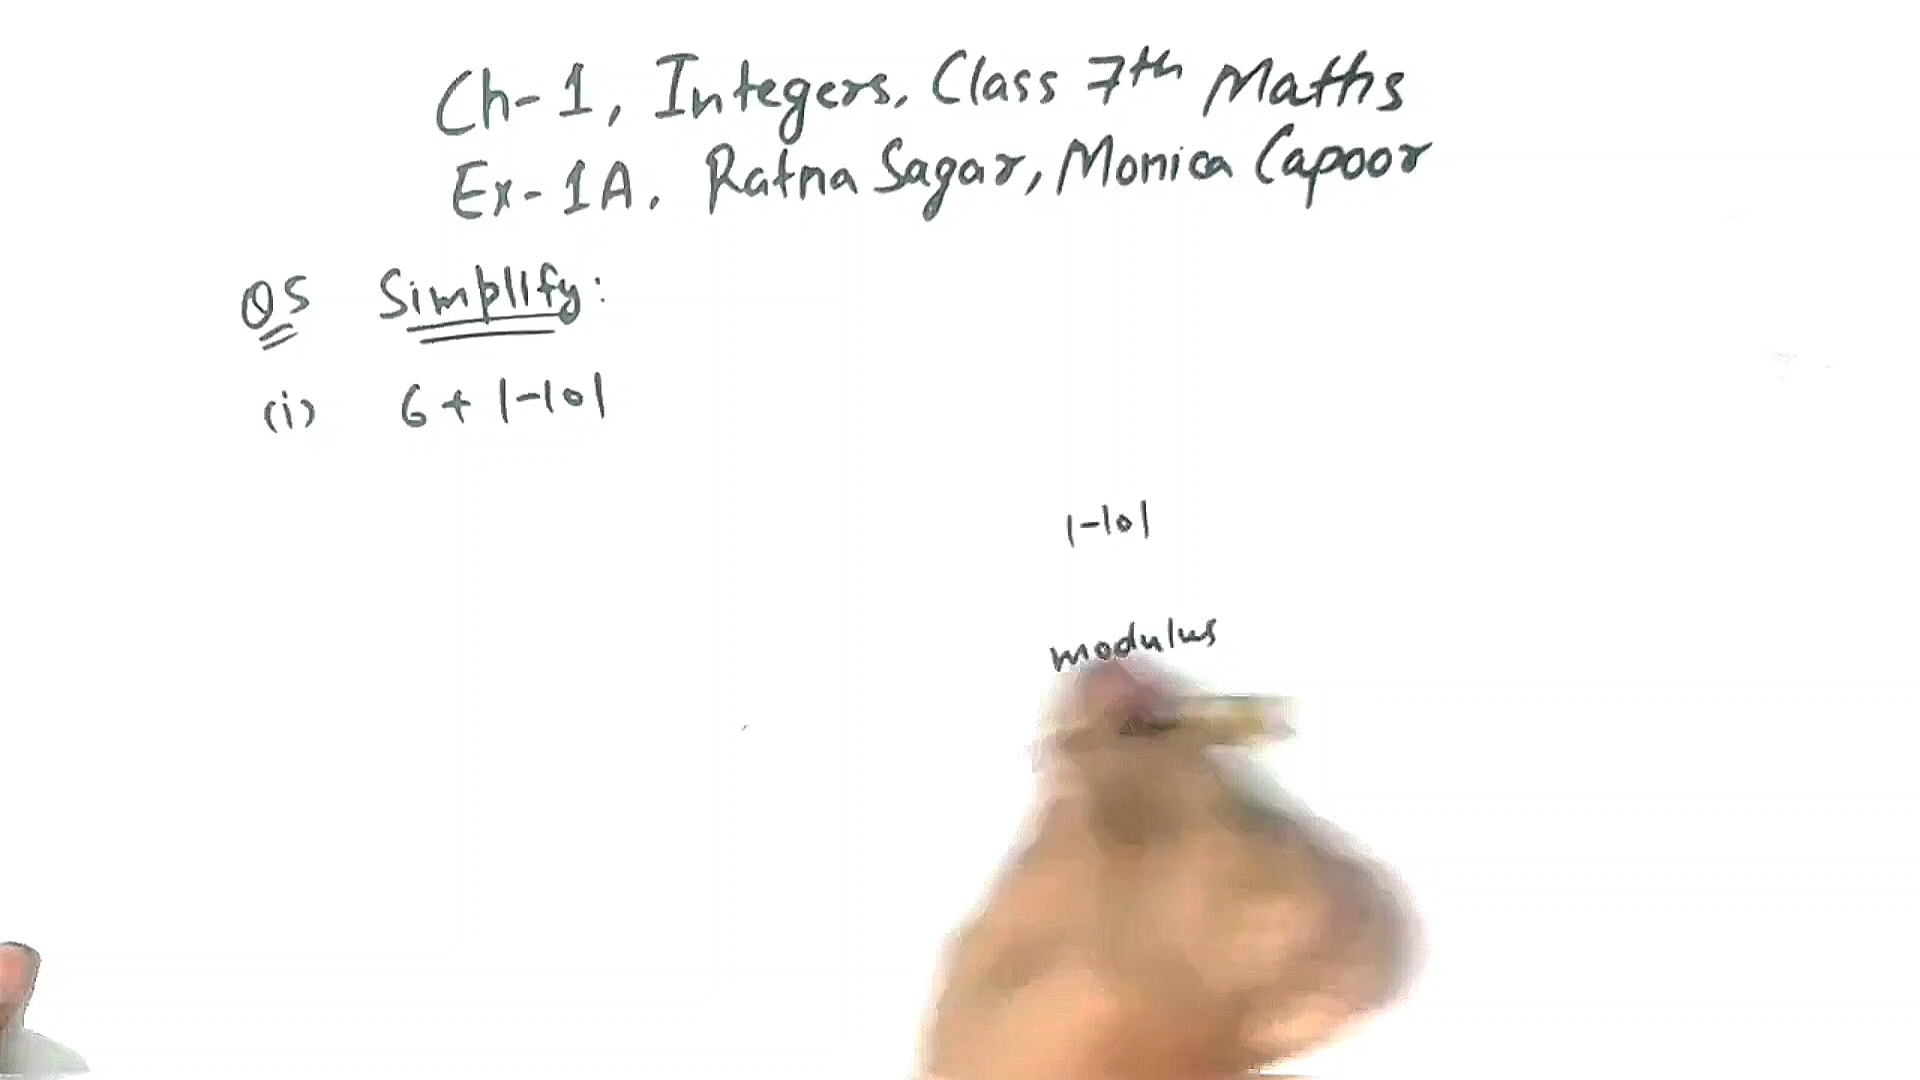 Ch-1, Integers, Class 7th Maths
Ex-1A, Ratna Sagar, Monica Capoor
Q5 Simplify:
(i) 6 + |-10|
|-10|
modulus